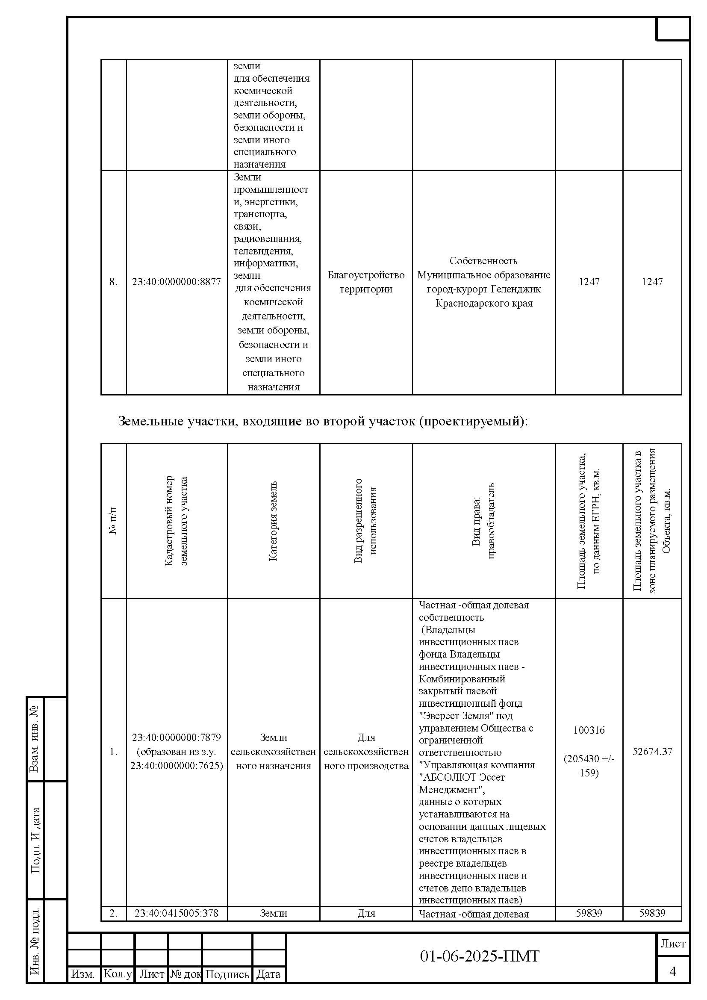 земли
для обеспечения
космической
деятельности,
земли обороны,
безопасности и
земли иного
специального
назначения
8.
23:40:0000000:8877
Земли
промышленност
и, энергетики,
транспорта,
связи,
радиовещания,
телевидения,
информатики,
земли
для обеспечения
космической
деятельности,
земли обороны,
безопасности и
земли иного
специального
назначения
Благоустройство
территории
Собственность
Муниципальное образование
город-курорт Геленджик
Краснодарского края
1247
1247
Земельные участки, входящие во второй участок (проектируемый):
№ п/п
Кадастровый номер
земельного участка
Категория земель
Вид разрешенного
использования
Вид права:
правообладатель
Площадь земельного участка,
по данным ЕГРН, кв.м.
Площадь земельного участка в
зоне планируемого размещения
Объекта, кв.м.
1.
23:40:0000000:7879
(образован из з.у.
23:40:0000000:7625)
Земли
сельскохозяйствен
ного назначения
Для
сельскохозяйствен
ного производства
Частная -общая долевая
собственность
(Владельцы
инвестиционных паев
фонда Владельцы
инвестиционных паев -
Комбинированный
закрытый паевой
инвестиционный фонд
"Эверест Земля" под
управлением Общества с
ограниченной
ответственностью
"Управляющая компания
"АБСОЛЮТ Эссет
Менеджмент",
данные о которых
устанавливаются на
основании данных лицевых
счетов владельцев
инвестиционных паев в
реестре владельцев
инвестиционных паев и
счетов депо владельцев
инвестиционных паев)
100316
(205430 +/-
159)
52674.37
2.
23:40:0415005:378
Земли
Для
Частная -общая долевая
59839
59839
Взам. инв. №
Подп. И дата
Инв. № подл.
Изм.
Кол.у
Лист
№ док
Подпись
Дата
01-06-2025-ПМТ
Лист
4